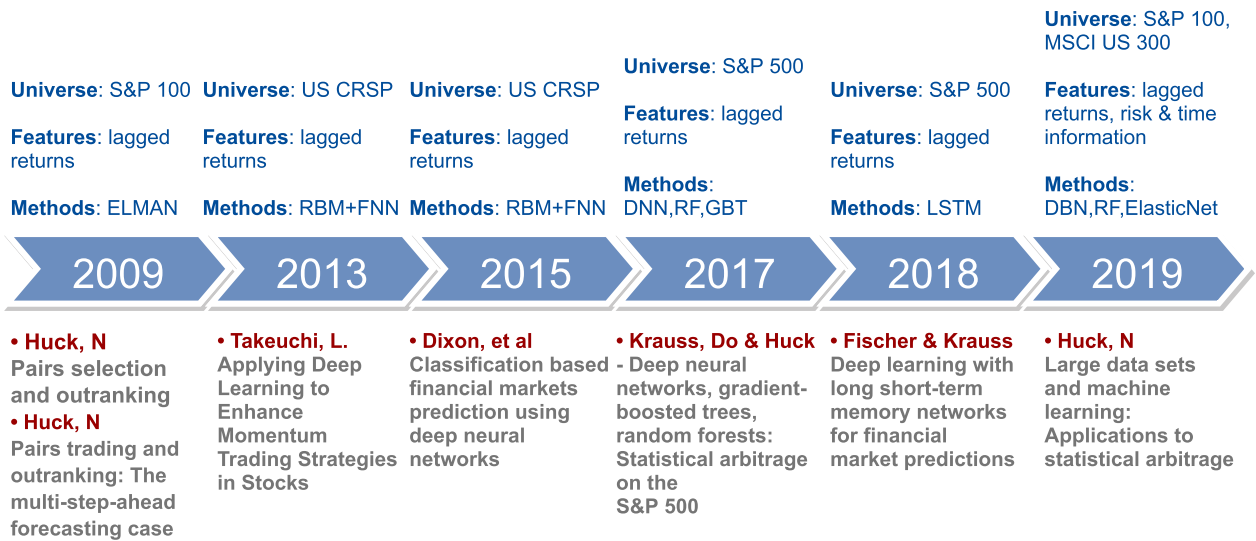 Universe: S&P 100
Features: lagged
returns
Methods: ELMAN
Universe: US CRSP
Features: lagged
returns
Methods: RBM+FNN
Universe: US CRSP
Features: lagged
returns
Methods: RBM+FNN
Universe: S&P 500
Features: lagged
returns
Methods:
DNN,RF,GBT
Universe: S&P 500
Features: lagged
returns
Methods: LSTM
Universe: S&P 100,
MSCI US 300
Features: lagged
returns, risk & time
information
Methods:
DBN,RF,ElasticNet
2009
2013
2015
2017
2018
2019
• Huck, N
Pairs selection
and outranking
• Huck, N
Pairs trading and
outranking: The
multi-step-ahead
forecasting case
• Takeuchi, L.
Applying Deep
Learning to
Enhance
Momentum
Trading Strategies
in Stocks
• Dixon, et al
Classification based
financial markets
prediction using
deep neural
networks
• Krauss, Do & Huck
- Deep neural
networks, gradient-
boosted trees,
random forests:
Statistical arbitrage
on the
S&P 500
• Fischer & Krauss
Deep learning with
long short-term
memory networks
for financial
market predictions
• Huck, N
Large data sets
and machine
learning:
Applications to
statistical arbitrage